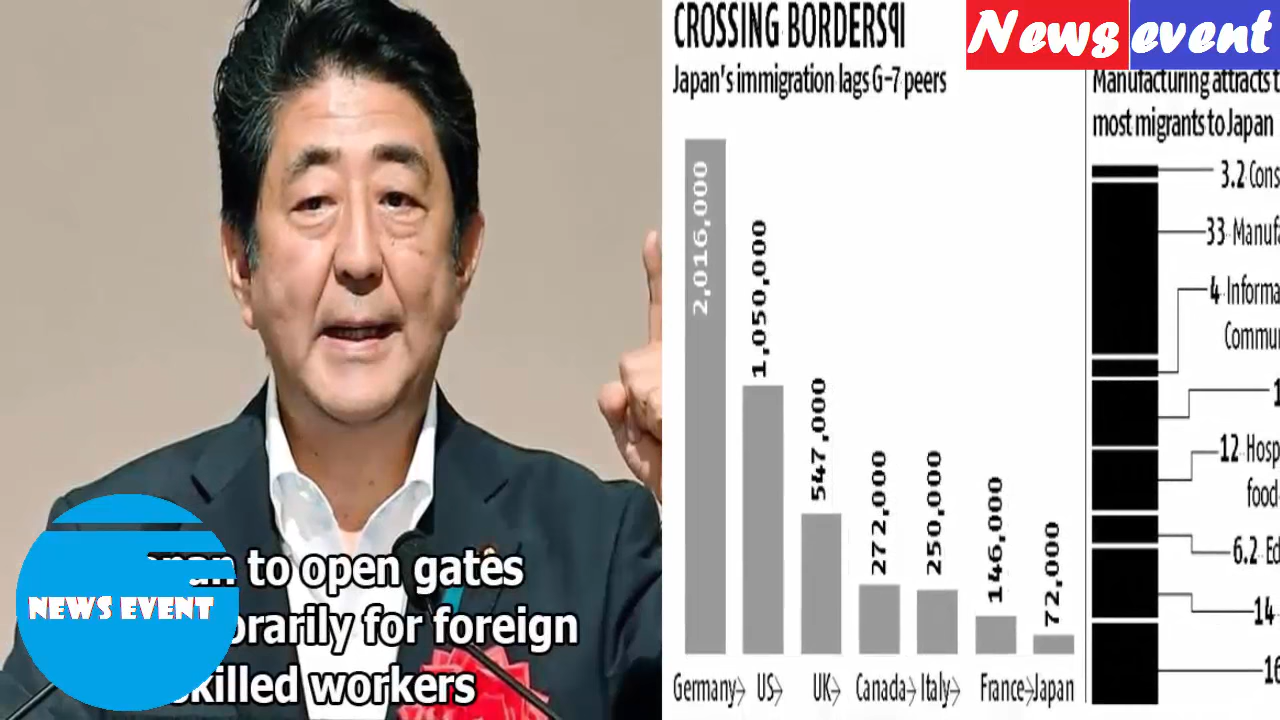 to open gates
for foreign
workers
NEWS EVENT
CROSSING BORDERS
Japan's immigration lags G-7 peers
2,016,000
1,050,000
547,000
272,000
250,000
146,000
72,000
Germany US UK Canada Italy France Japan
News event
Manufacturing attracts
most migrants to Japan
3.2
33
4
12
food
6.2
14
16